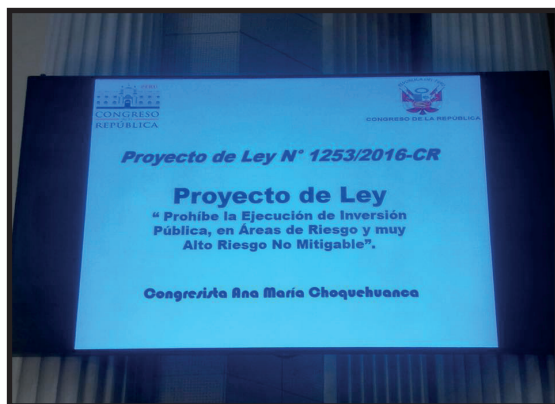 PERÚ
CONGRESO
REPÚBLICA
CONGRESO DE LA REPÚBLICA
Proyecto de Ley N° 1253/2016-CR
Proyecto de Ley
“ Prohíbe la Ejecución de Inversión
Pública, en Áreas de Riesgo y muy
Alto Riesgo No Mitigable”.
Congresista Ana María Choquehuanca